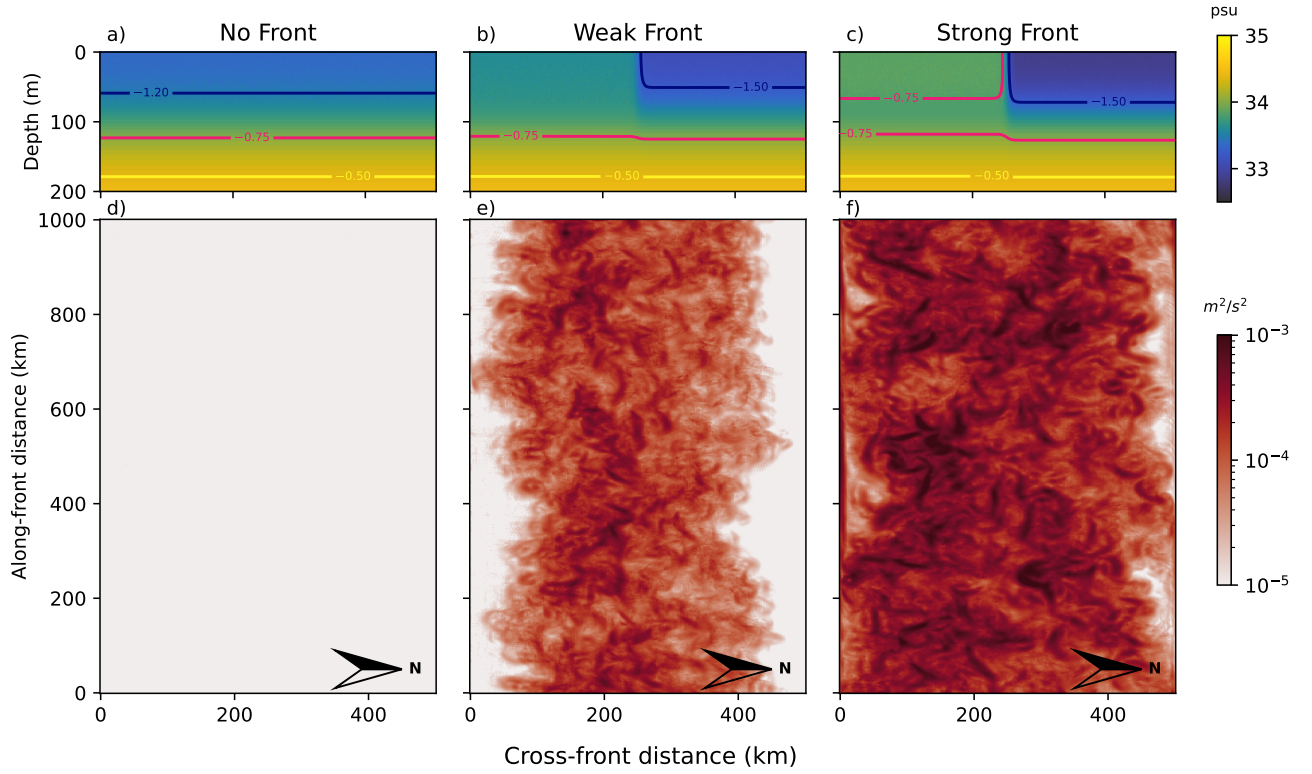 a) No Front
b) Weak Front
c) Strong Front
psu
0
100
200
Depth (m)
−1.20
−0.75
−0.50
−1.50
−0.75
−0.50
−0.75
−1.50
−0.75
−0.50
35
34
33
d)
e)
f)
1000
800
600
400
200
0
Along-front distance (km)
N
N
N
m²/s²
10⁻³
10⁻⁴
10⁻⁵
0 200 400
0 200 400
0 200 400
Cross-front distance (km)